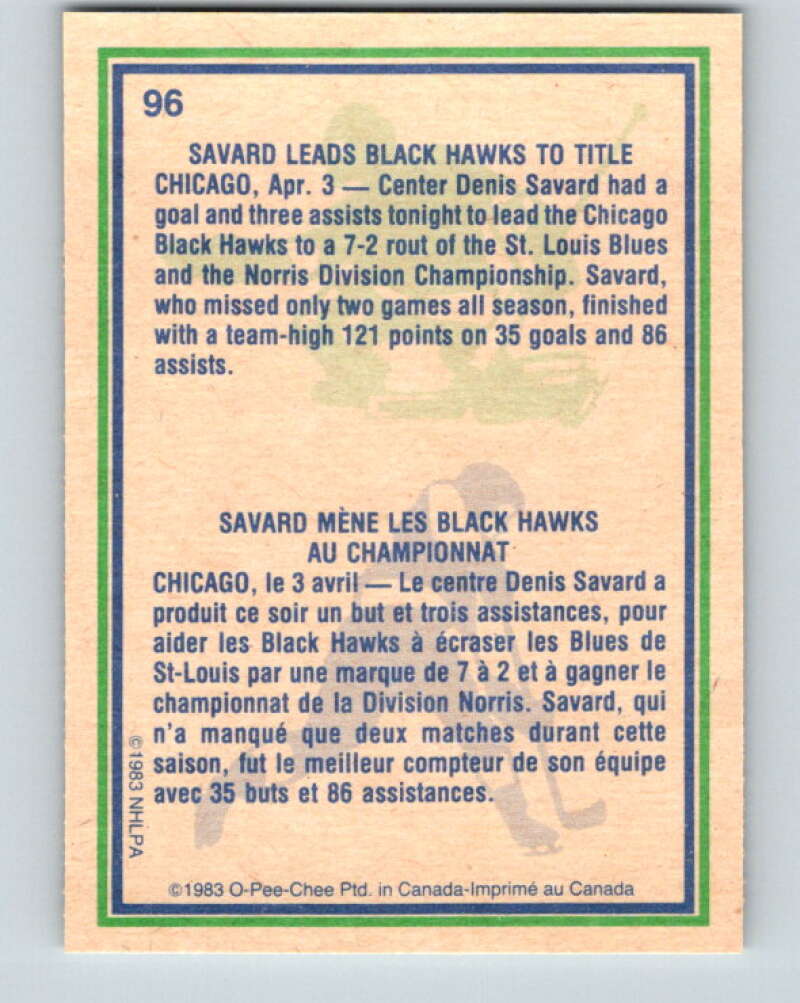 96
SAVARD LEADS BLACK HAWKS TO TITLE
CHICAGO, Apr. 3 — Center Denis Savard had a
goal and three assists tonight to lead the Chicago
Black Hawks to a 7-2 rout of the St. Louis Blues
and the Norris Division Championship. Savard,
who missed only two games all season, finished
with a team-high 121 points on 35 goals and 86
assists.
SAVARD MÈNE LES BLACK HAWKS
AU CHAMPIONNAT
CHICAGO, le 3 avril — Le centre Denis Savard a
produit ce soir un but et trois assistances, pour
aider les Black Hawks à écraser les Blues de
St-Louis par une marque de 7 à 2 et à gagner le
championnat de la Division Norris. Savard, qui
n'a manqué que deux matches durant cette
saison, fut le meilleur compteur de son équipe
avec 35 buts et 86 assistances.
©1983 NHLPA
©1983 O-Pee-Chee Ptd. in Canada-Imprimé au Canada